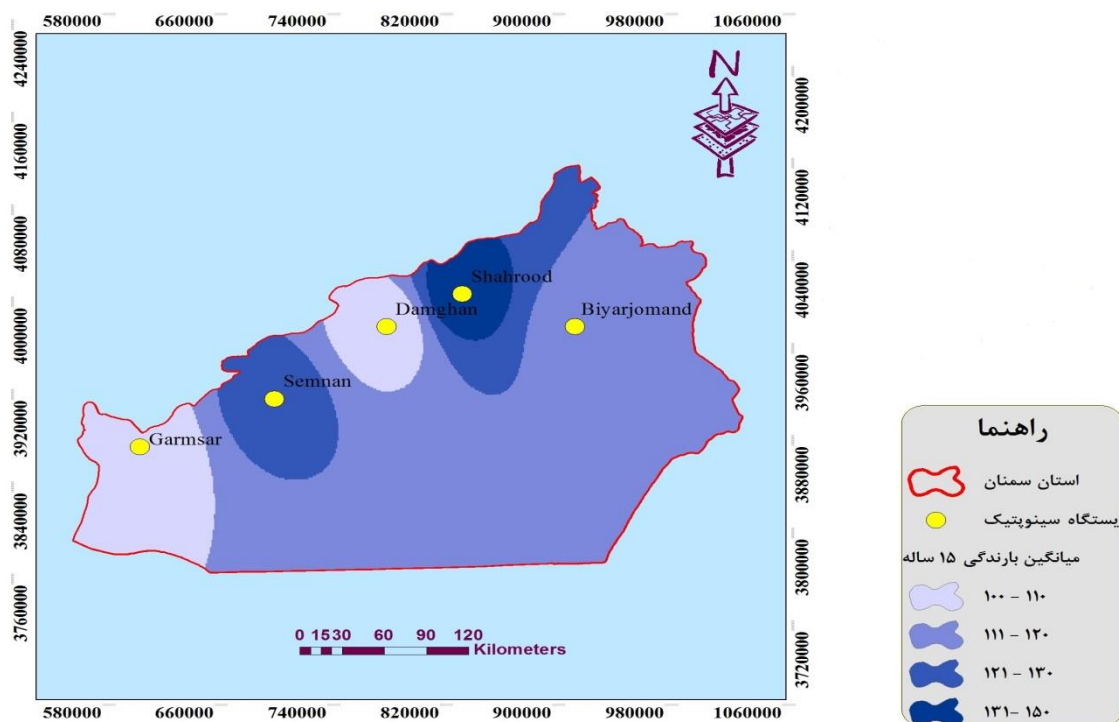 580000 660000 740000 820000 900000 980000 1060000
4240000
4160000
4080000
4000000
3920000
3840000
3760000
N
4200000
4120000
4040000
3960000
3880000
3800000
3720000
Shahrood
Damghan
Biyarjomand
Semnan
Garmsar
0 15 30 60 90 120
Kilometers
580000 660000 740000 820000 900000 980000 1060000
راهنما
استان سمنان
یستگاه سینوپتیک
میانگین بارندگی ۱۵ ساله
۱۰۰ - ۱۱۰
۱۱۱ - ۱۲۰
۱۲۱ - ۱۳۰
۱۳۱ - ۱۵۰